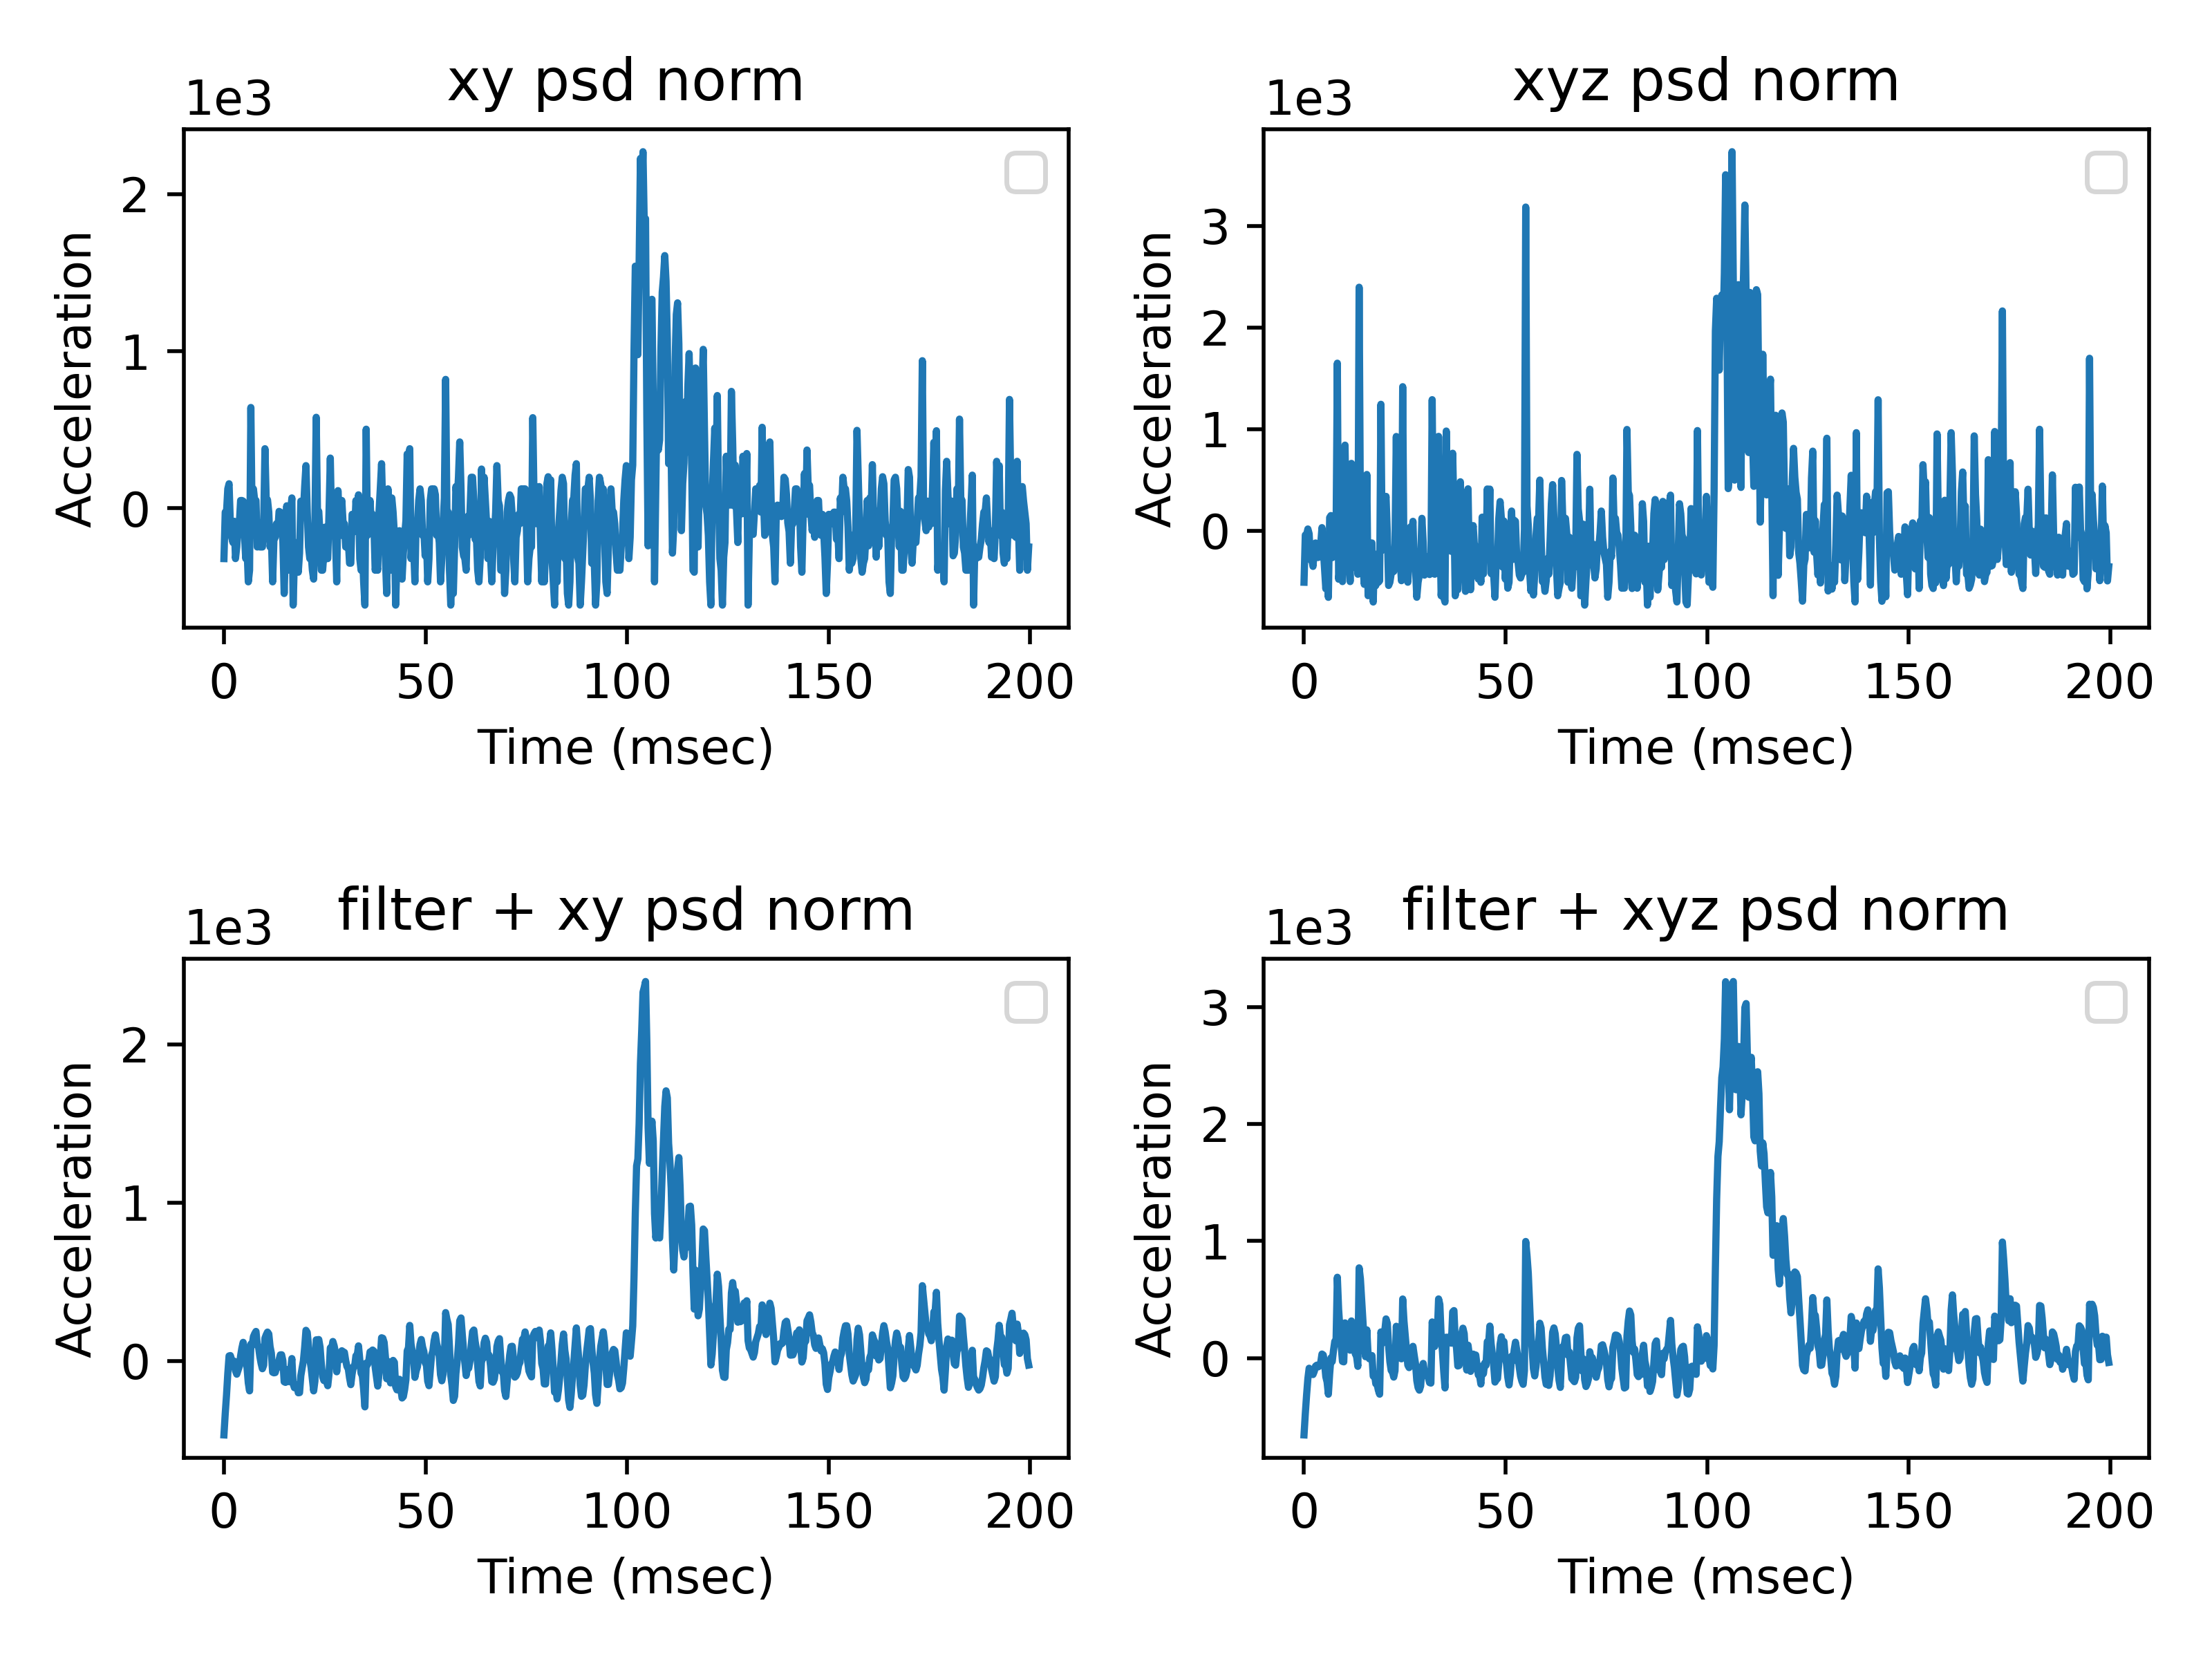 xy psd norm
1e3
2
1
0
Acceleration
0 50 100 150 200
Time (msec)
xyz psd norm
1e3
3
2
1
0
Acceleration
0 50 100 150 200
Time (msec)
filter + xy psd norm
1e3
2
1
0
Acceleration
0 50 100 150 200
Time (msec)
filter + xyz psd norm
1e3
3
2
1
0
Acceleration
0 50 100 150 200
Time (msec)